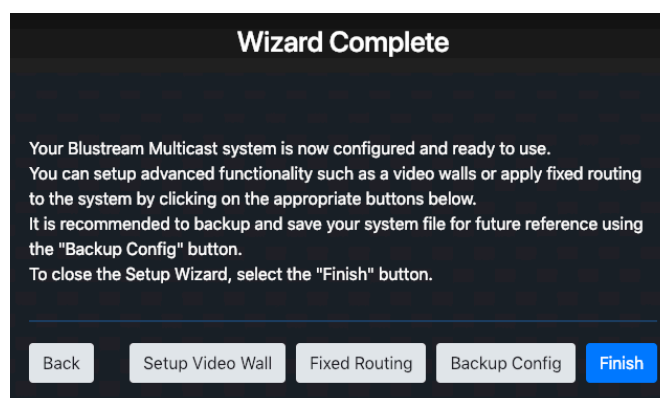 Wizard Complete
Your Blustream Multicast system is now configured and ready to use.
You can setup advanced functionality such as a video walls or apply fixed routing
to the system by clicking on the appropriate buttons below.
It is recommended to backup and save your system file for future reference using
the "Backup Config" button.
To close the Setup Wizard, select the "Finish" button.
Back Setup Video Wall Fixed Routing Backup Config Finish